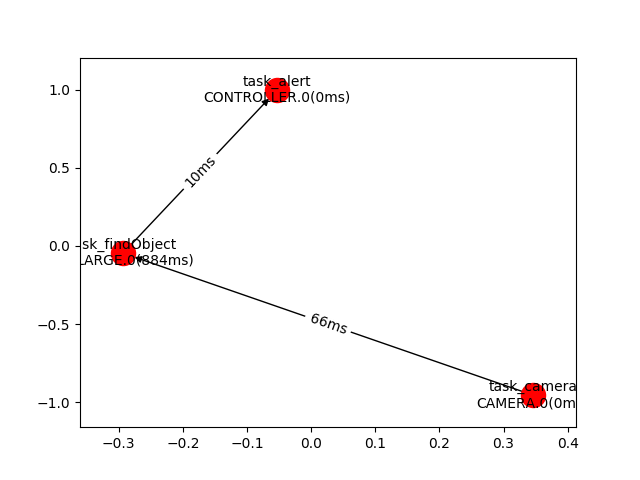 task_alert
CONTROLLER.0(0ms)
10ms
sk_findObject
LARGE.0(884ms)
66ms
task_camera
CAMERA.0(0m
1.0
0.5
0.0
−0.5
−1.0
−0.3
−0.2
−0.1
0.0
0.1
0.2
0.3
0.4